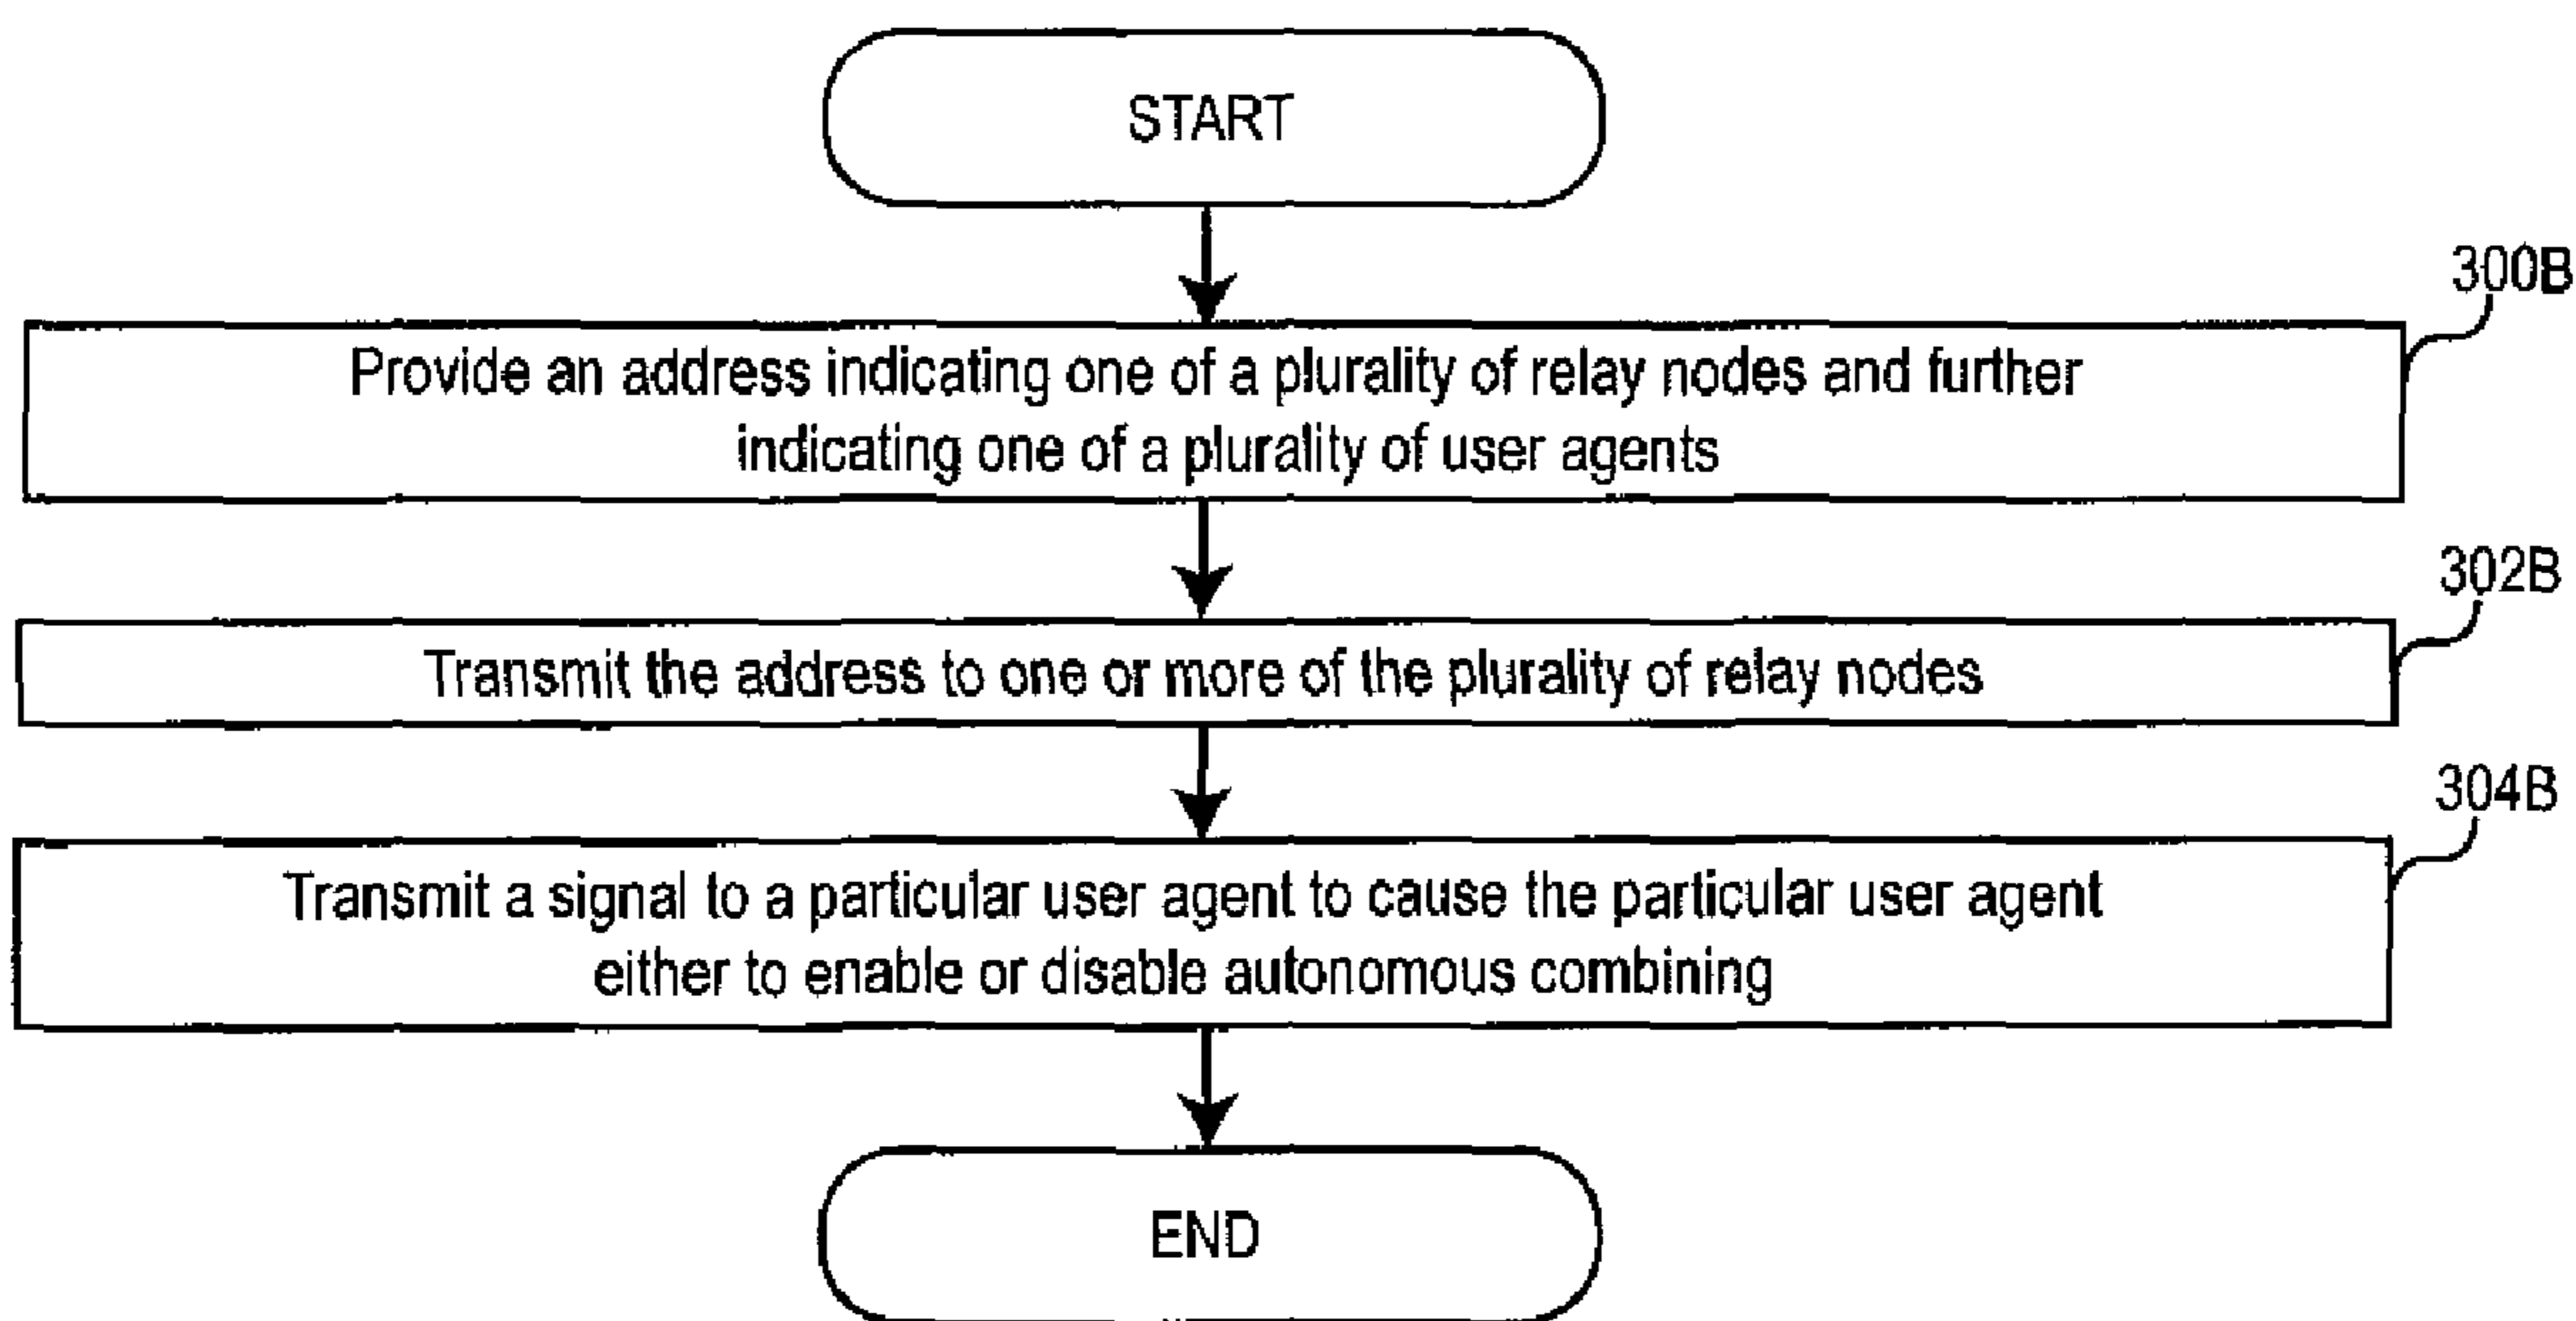 START
300B
Provide an address indicating one of a plurality of relay nodes and further
indicating one of a plurality of user agents
302B
Transmit the address to one or more of the plurality of relay nodes
304B
Transmit a signal to a particular user agent to cause the particular user agent
either to enable or disable autonomous combining
END